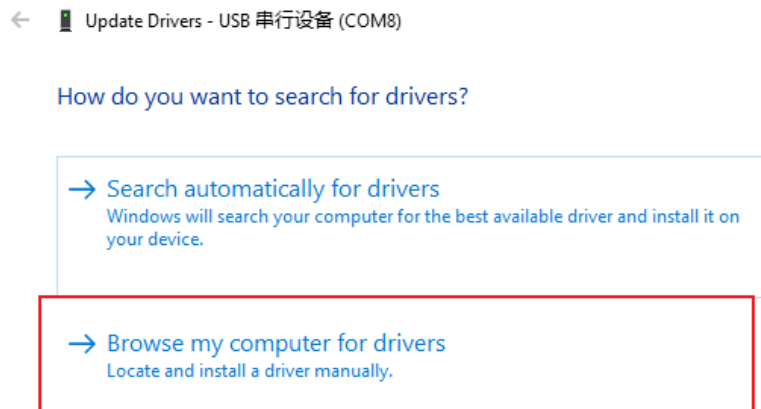 Update Drivers - USB 串行设备 (COM8)
How do you want to search for drivers?
Search automatically for drivers
Windows will search your computer for the best available driver and install it on
your device.
Browse my computer for drivers
Locate and install a driver manually.